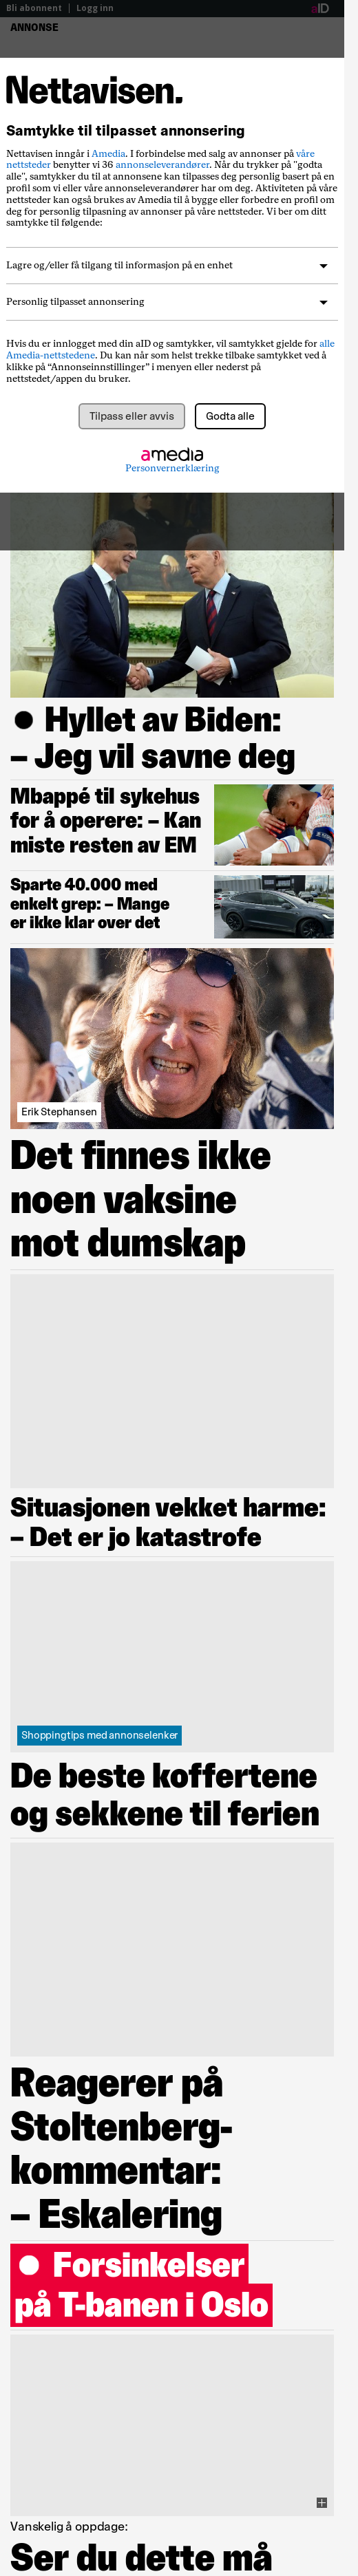 Bli abonnent | Logg inn
aID
ANNONSE
Nettavisen.
Samtykke til tilpasset annonsering
Nettavisen inngår i Amedia. I forbindelse med salg av annonser på våre
nettsteder benytter vi 36 annonseleverandører. Når du trykker på "godta
alle", samtykker du til at annonsene kan tilpasses deg personlig basert på en
profil som vi eller våre annonseleverandører har om deg. Aktiviteten på våre
nettsteder kan også brukes av Amedia til å bygge eller forbedre en profil om
deg for personlig tilpasning av annonser på våre nettsteder. Vi ber om ditt
samtykke til følgende:
Lagre og/eller få tilgang til informasjon på en enhet
Personlig tilpasset annonsering
Hvis du er innlogget med din aID og samtykker, vil samtykket gjelde for alle
Amedia-nettstedene. Du kan når som helst trekke tilbake samtykket ved å
klikke på “Annonseinnstillinger” i menyen eller nederst på
nettstedet/appen du bruker.
Tilpass eller avvis
Godta alle
amedia
Personvernerklæring
Hyllet av Biden:
– Jeg vil savne deg
Mbappé til sykehus
for å operere: – Kan
miste resten av EM
Sparte 40.000 med
enkelt grep: – Mange
er ikke klar over det
Erik Stephansen
Det finnes ikke
noen vaksine
mot dumskap
Situasjonen vekket harme:
– Det er jo katastrofe
Shoppingtips med annonselenker
De beste koffertene
og sekkene til ferien
Reagerer på
Stoltenberg-
kommentar:
– Eskalering
Forsinkelser
på T-banen i Oslo
Vanskelig å oppdage:
Ser du dette må